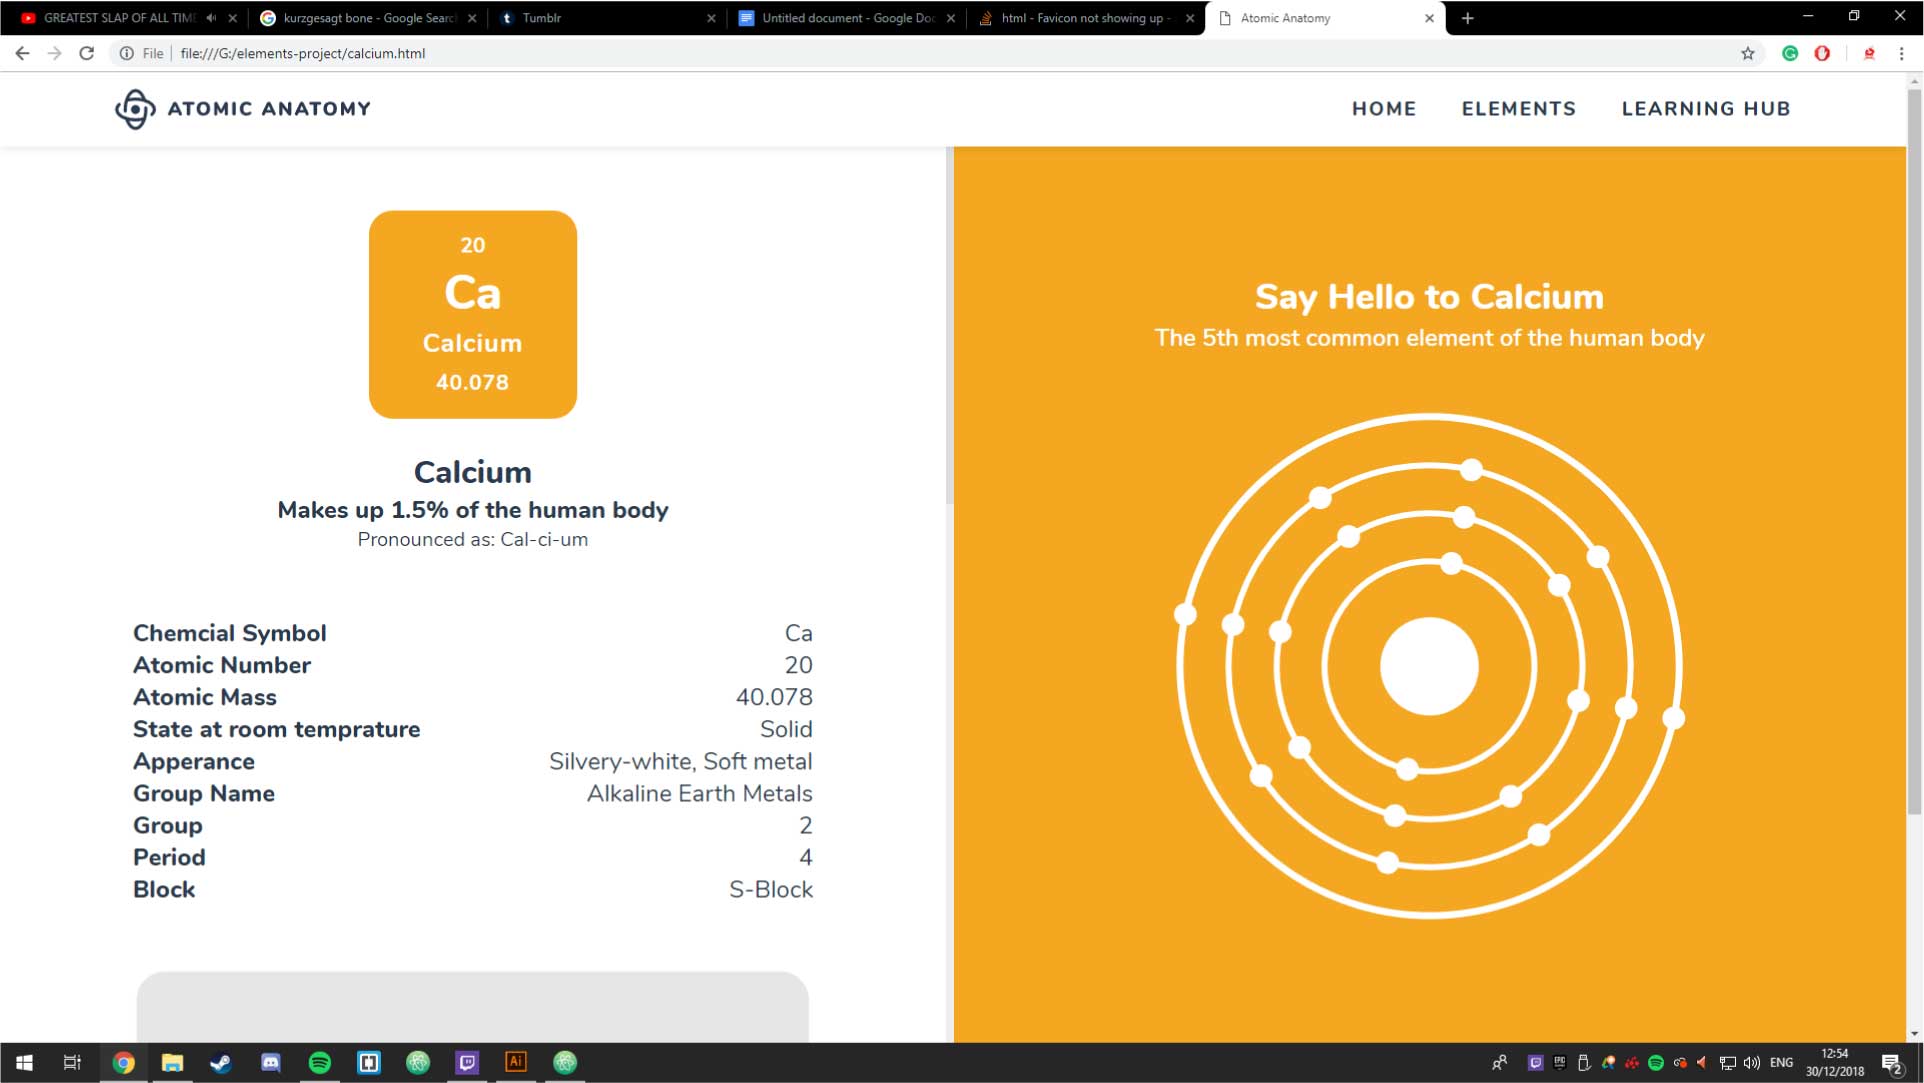 GREATEST SLAP OF ALL TIME
kurzgesagt bone - Google Search
Tumblr
Untitled document - Google Doc
html - Favicon not showing up -
Atomic Anatomy
File
file:///G:/elements-project/calcium.html
ATOMIC ANATOMY
HOME
ELEMENTS
LEARNING HUB
20
Ca
Calcium
40.078
Calcium
Makes up 1.5% of the human body
Pronounced as: Cal-ci-um
Chemcial Symbol Ca
Atomic Number 20
Atomic Mass 40.078
State at room temprature Solid
Apperance Silvery-white, Soft metal
Group Name Alkaline Earth Metals
Group 2
Period 4
Block S-Block
Say Hello to Calcium
The 5th most common element of the human body
Ai
ENG
12:54
30/12/2018
2